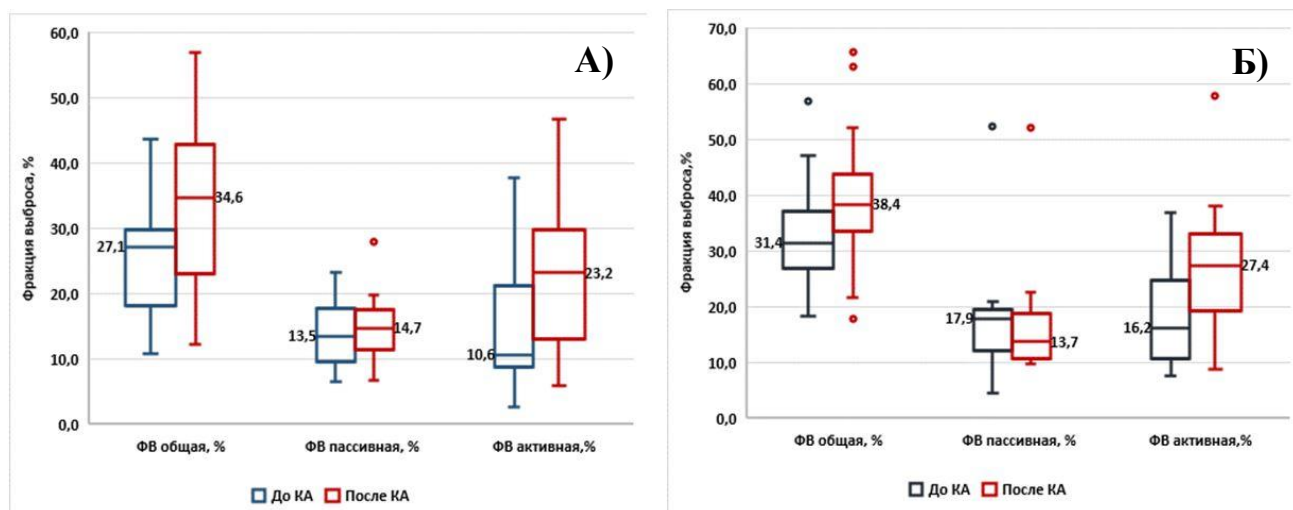 А)
Фракция выброса, %
60,0
50,0
40,0
30,0
20,0
10,0
0,0
27,1
34,6
13,5
14,7
10,6
23,2
ФВ общая, %
ФВ пассивная, %
ФВ активная,%
До КА
После КА
Б)
Фракция выброса,%
70,0
60,0
50,0
40,0
30,0
20,0
10,0
0,0
31,4
38,4
17,9
13,7
16,2
27,4
ФВ общая, %
ФВ пассивная, %
ФВ активная,%
До КА
После КА